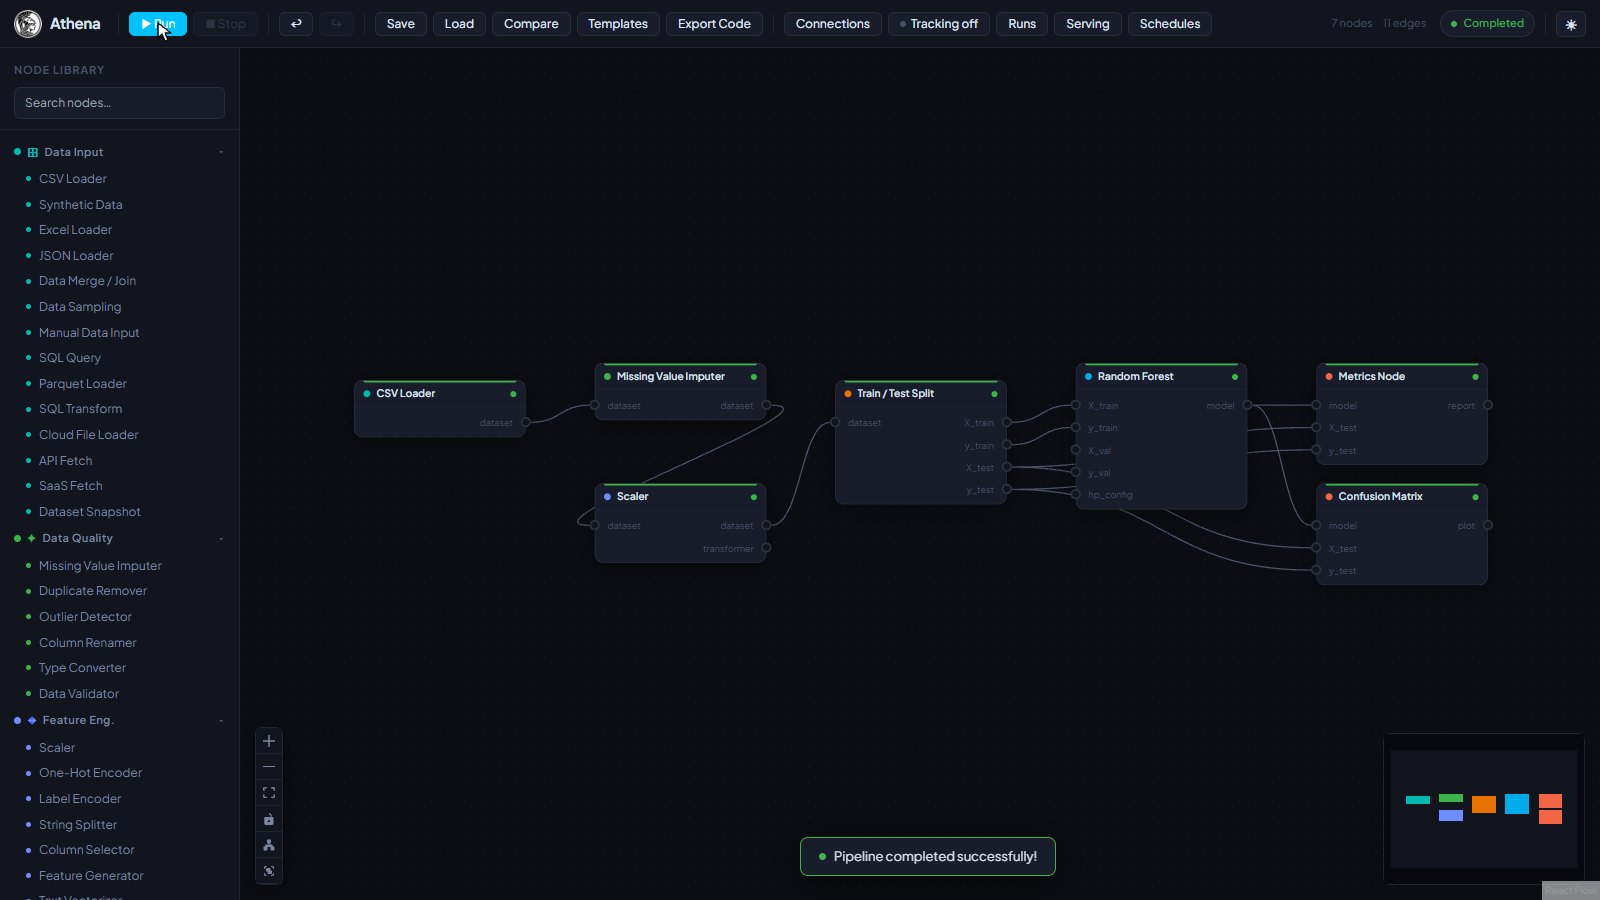 Athena
Run
Stop
Save
Load
Compare
Templates
Export Code
Connections
Tracking off
Runs
Serving
Schedules
7 nodes
11 edges
Completed
NODE LIBRARY
Search nodes...
Data Input
CSV Loader
Synthetic Data
Excel Loader
JSON Loader
Data Merge / Join
Data Sampling
Manual Data Input
SQL Query
Parquet Loader
SQL Transform
Cloud File Loader
API Fetch
SaaS Fetch
Dataset Snapshot
Data Quality
Missing Value Imputer
Duplicate Remover
Outlier Detector
Column Renamer
Type Converter
Data Validator
Feature Eng.
Scaler
One-Hot Encoder
Label Encoder
String Splitter
Column Selector
Feature Generator
Text Vectorizer
CSV Loader
dataset
Missing Value Imputer
dataset
dataset
Scaler
dataset
dataset
transformer
Train / Test Split
dataset
X_train
y_train
X_test
y_test
Random Forest
X_train
model
y_train
X_val
y_val
hp_config
Metrics Node
model
report
X_test
y_test
Confusion Matrix
model
plot
X_test
y_test
Pipeline completed successfully!
React Flow